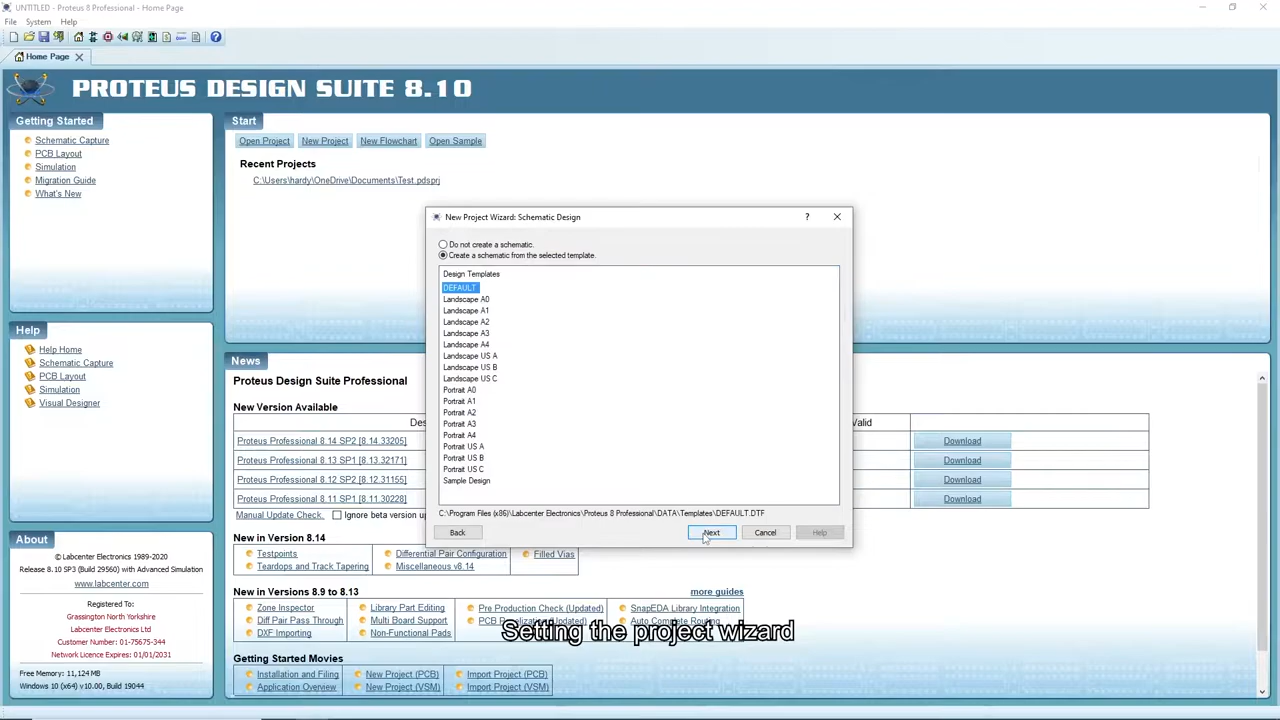 UNTITLED - Proteus 8 Professional - Home Page
File System Help
Home Page
PROTEUS DESIGN SUITE 8.10
Getting Started
Schematic Capture
PCB Layout
Simulation
Migration Guide
What's New
Start
Open Project New Project New Flowchart Open Sample
Recent Projects
C:\Users\hardy\OneDrive\Documents\Test.pdsprj
New Project Wizard: Schematic Design
Do not create a schematic.
Create a schematic from the selected template.
Design Templates
DEFAULT
Landscape A0
Landscape A1
Landscape A2
Landscape A3
Landscape A4
Landscape US A
Landscape US B
Landscape US C
Portrait A0
Portrait A1
Portrait A2
Portrait A3
Portrait A4
Portrait US A
Portrait US B
Portrait US C
Sample Design
C:\Program Files (x86)\Labcenter Electronics\Proteus 8 Professional\DATA\Templates\DEFAULT.DTF
Back Next Cancel Help
Help
Help Home
Schematic Capture
PCB Layout
Simulation
Visual Designer
News
Proteus Design Suite Professional
New Version Available
Valid
Proteus Professional 8.14 SP2 [8.14.33205] Download
Proteus Professional 8.13 SP1 [8.13.32171] Download
Proteus Professional 8.12 SP2 [8.12.31155] Download
Proteus Professional 8.11 SP1 [8.11.30228] Download
Manual Update Check. Ignore beta version
New in Version 8.14
Testpoints Differential Pair Configuration Filled Vias
Teardops and Track Tapering Miscellaneous v8.14
New in Versions 8.9 to 8.13 more guides
Zone Inspector Library Part Editing Pre Production Check (Updated) SnapEDA Library Integration
Diff Pair Pass Through Multi Board Support PCB (Updated) Auto Complete Routing
DXF Importing Non-Functional Pads
Setting the project wizard
Getting Started Movies
Installation and Filing New Project (PCB) Import Project (PCB)
Application Overview New Project (VSM) Import Project (VSM)
About
© Labcenter Electronics 1989-2020
Release 8.10 SP3 (Build 29560) with Advanced Simulation
www.labcenter.com
Registered To:
Grassington North Yorkshire
Labcenter Electronics Ltd
Customer Number: 01-75675-344
Network Licence Expires: 01/01/2031
Free Memory: 11,124 MB
Windows 10 (x64) v10.00, Build 19044